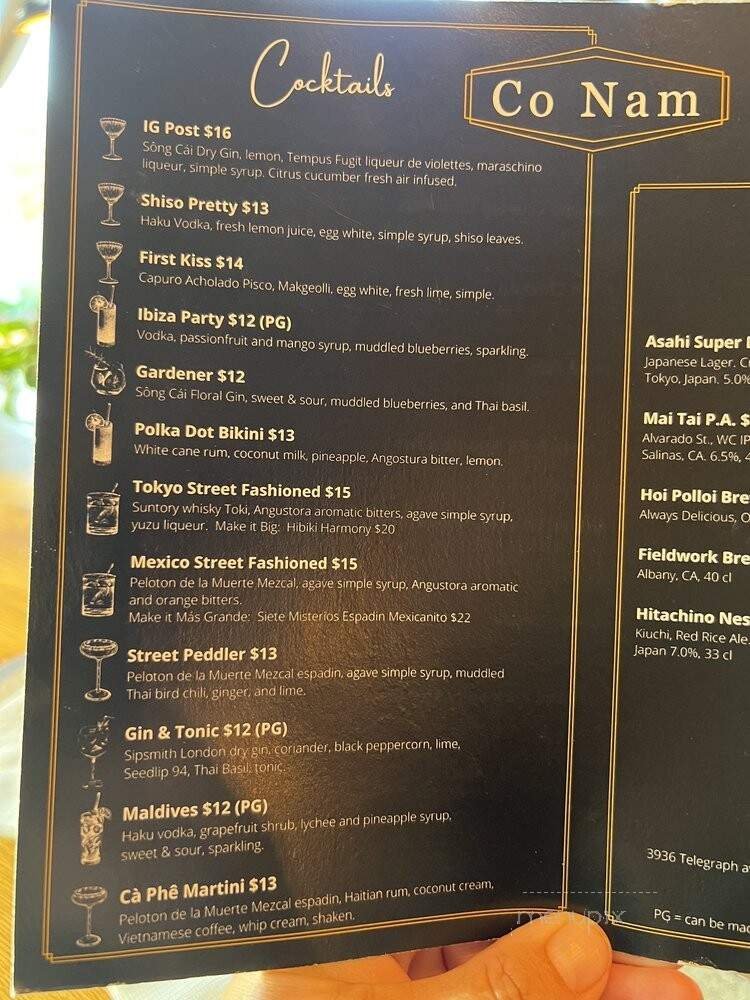 Cocktails
Co Nam
IG Post $16
Sông Cái Dry Gin, lemon, Tempus Fugit liqueur de violettes, maraschino
liqueur, simple syrup. Citrus cucumber fresh air infused.
Shiso Pretty $13
Haku Vodka, fresh lemon juice, egg white, simple syrup, shiso leaves.
First Kiss $14
Capuro Acholado Pisco, Makgeolli, egg white, fresh lime, simple.
Ibiza Party $12 (PG)
Vodka, passionfruit and mango syrup, muddled blueberries, sparkling.
Gardener $12
Sông Cái Floral Gin, sweet & sour, muddled blueberries, and Thai basil.
Polka Dot Bikini $13
White cane rum, coconut milk, pineapple, Angostura bitter, lemon.
Tokyo Street Fashioned $15
Suntory whisky Toki, Angustora aromatic bitters, agave simple syrup,
yuzu liqueur. Make it Big: Hibiki Harmony $20
Mexico Street Fashioned $15
Peloton de la Muerte Mezcal, agave simple syrup, Angustora aromatic
and orange bitters.
Make it Más Grande: Siete Misterios Espadin Mexicanito $22
Street Peddler $13
Peloton de la Muerte Mezcal espadin, agave simple syrup, muddled
Thai bird chili, ginger, and lime.
Gin & Tonic $12 (PG)
Sipsmith London dry gin, coriander, black peppercorn, lime,
Seedlip 94, Thai Basil, tonic.
Maldives $12 (PG)
Haku vodka, grapefruit shrub, lychee and pineapple syrup,
sweet & sour, sparkling.
Cà Phê Martini $13
Peloton de la Muerte Mezcal espadin, Haitian rum, coconut cream,
Vietnamese coffee, whip cream, shaken.
Asahi Super
Japanese Lager.
Tokyo, Japan. 5.0%
Mai Tai P.A. $
Alvarado St., WC
Salinas, CA. 6.5%,
Hoi Polloi
Always Delicious,
Fieldwork
Albany, CA, 40 cl
Hitachino
Kiuchi, Red Rice Ale.
Japan 7.0%, 33 cl
3936 Telegraph
PG = can be
menupix